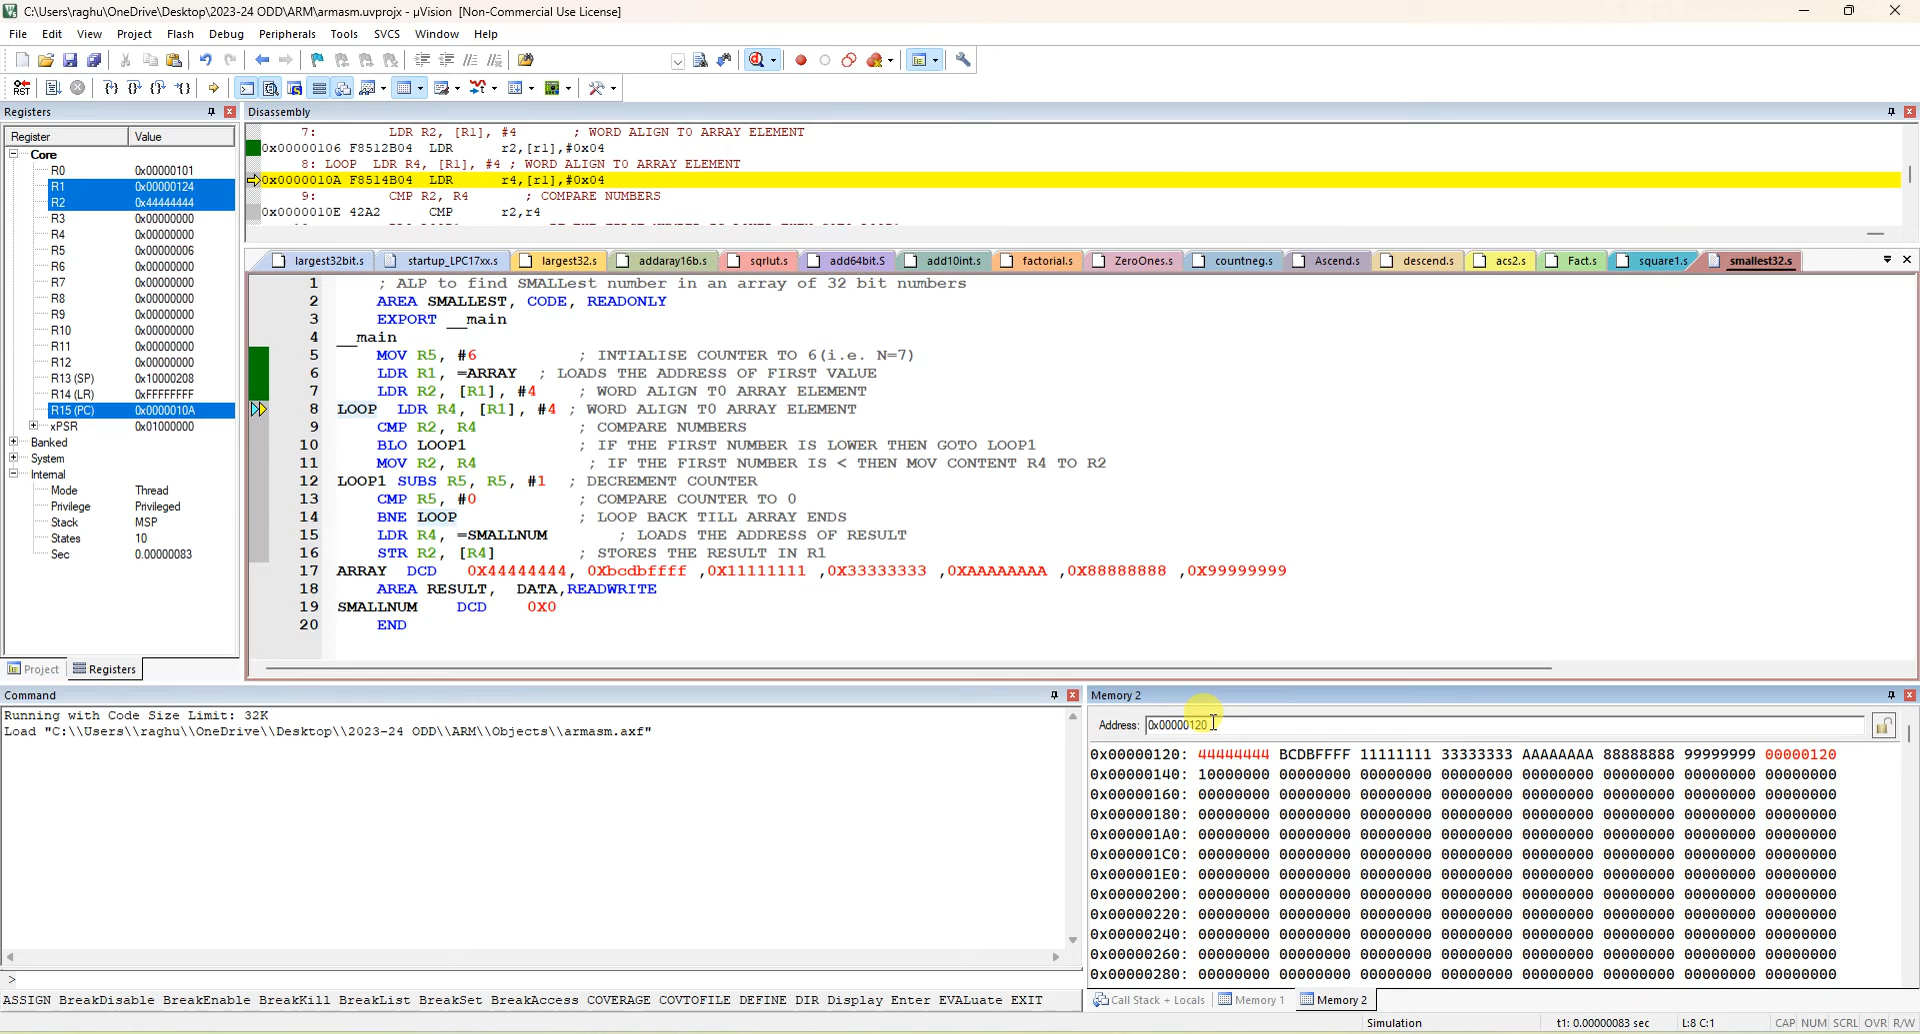 C:\Users\raghu\OneDrive\Desktop\2023-24 ODD\ARM\armasm.uvprojx - µVision [Non-Commercial Use License]
File Edit View Project Flash Debug Peripherals Tools SVCS Window Help
Registers
Register Value
Core
R0 0x00000101
R1 0x00000124
R2 0x44444444
R3 0x00000000
R4 0x00000000
R5 0x00000006
R6 0x00000000
R7 0x00000000
R8 0x00000000
R9 0x00000000
R10 0x00000000
R11 0x00000000
R12 0x00000000
R13 (SP) 0x10000208
R14 (LR) 0xFFFFFFFF
R15 (PC) 0x0000010A
xPSR 0x01000000
Banked
System
Internal
Mode Thread
Privilege Privileged
Stack MSP
States 10
Sec 0.00000083
Project Registers
Disassembly
7: LDR R2, [R1], #4 ; WORD ALIGN T0 ARRAY ELEMENT
0x00000106 F8512B04 LDR r2,[r1],#0x04
8: LOOP LDR R4, [R1], #4 ; WORD ALIGN T0 ARRAY ELEMENT
0x0000010A F8514B04 LDR r4,[r1],#0x04
9: CMP R2, R4 ; COMPARE NUMBERS
0x0000010E 42A2 CMP r2,r4
largest32bit.s startup_LPC17xx.s largest32.s addaray16b.s sqrlut.s add64bit.S add10int.s factorial.s ZeroOnes.s countneg.s Ascend.s descend.s acs2.s Fact.s square1.s smallest32.s
1 ; ALP to find SMALLest number in an array of 32 bit numbers
2 AREA SMALLEST, CODE, READONLY
3 EXPORT __main
4 __main
5 MOV R5, #6 ; INTIALISE COUNTER TO 6(i.e. N=7)
6 LDR R1, =ARRAY ; LOADS THE ADDRESS OF FIRST VALUE
7 LDR R2, [R1], #4 ; WORD ALIGN T0 ARRAY ELEMENT
8 LOOP LDR R4, [R1], #4 ; WORD ALIGN T0 ARRAY ELEMENT
9 CMP R2, R4 ; COMPARE NUMBERS
10 BLO LOOP1 ; IF THE FIRST NUMBER IS LOWER THEN GOTO LOOP1
11 MOV R2, R4 ; IF THE FIRST NUMBER IS < THEN MOV CONTENT R4 TO R2
12 LOOP1 SUBS R5, R5, #1 ; DECREMENT COUNTER
13 CMP R5, #0 ; COMPARE COUNTER TO 0
14 BNE LOOP ; LOOP BACK TILL ARRAY ENDS
15 LDR R4, =SMALLNUM ; LOADS THE ADDRESS OF RESULT
16 STR R2, [R4] ; STORES THE RESULT IN R1
17 ARRAY DCD 0X44444444, 0Xbcdbffff ,0X11111111 ,0X33333333 ,0XAAAAAAAA ,0X88888888 ,0X99999999
18 AREA RESULT, DATA,READWRITE
19 SMALLNUM DCD 0X0
20 END
Command
Running with Code Size Limit: 32K
Load "C:\\Users\\raghu\\OneDrive\\Desktop\\2023-24 ODD\\ARM\\Objects\\armasm.axf"
>
ASSIGN BreakDisable BreakEnable BreakKill BreakList BreakSet BreakAccess COVERAGE COVTOFILE DEFINE DIR Display Enter EVALuate EXIT
Memory 2
Address: 0x00000120
0x00000120: 44444444 BCDBFFFF 11111111 33333333 AAAAAAAA 88888888 99999999 00000120
0x00000140: 10000000 00000000 00000000 00000000 00000000 00000000 00000000 00000000
0x00000160: 00000000 00000000 00000000 00000000 00000000 00000000 00000000 00000000
0x00000180: 00000000 00000000 00000000 00000000 00000000 00000000 00000000 00000000
0x000001A0: 00000000 00000000 00000000 00000000 00000000 00000000 00000000 00000000
0x000001C0: 00000000 00000000 00000000 00000000 00000000 00000000 00000000 00000000
0x000001E0: 00000000 00000000 00000000 00000000 00000000 00000000 00000000 00000000
0x00000200: 00000000 00000000 00000000 00000000 00000000 00000000 00000000 00000000
0x00000220: 00000000 00000000 00000000 00000000 00000000 00000000 00000000 00000000
0x00000240: 00000000 00000000 00000000 00000000 00000000 00000000 00000000 00000000
0x00000260: 00000000 00000000 00000000 00000000 00000000 00000000 00000000 00000000
0x00000280: 00000000 00000000 00000000 00000000 00000000 00000000 00000000 00000000
Call Stack + Locals Memory 1 Memory 2
Simulation t1: 0.00000083 sec L:8 C:1 CAP NUM SCRL OVR R/W